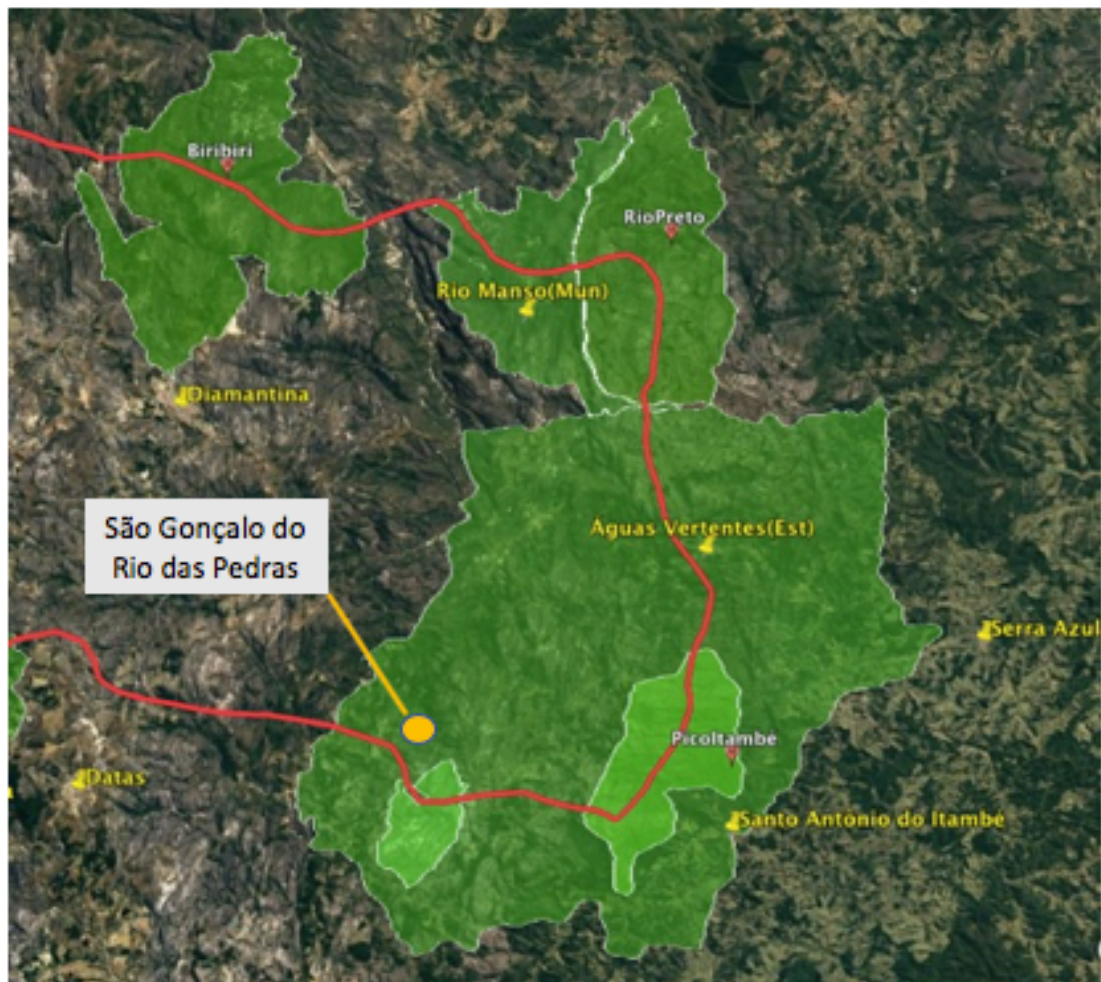 Biribiri
RioPreto
Rio Manso(Mun)
Diamantina
São Gonçalo do
Rio das Pedras
Águas Vertentes(Est)
Serra Azul
PicoItambé
Datas
Santo Antônio do Itambé